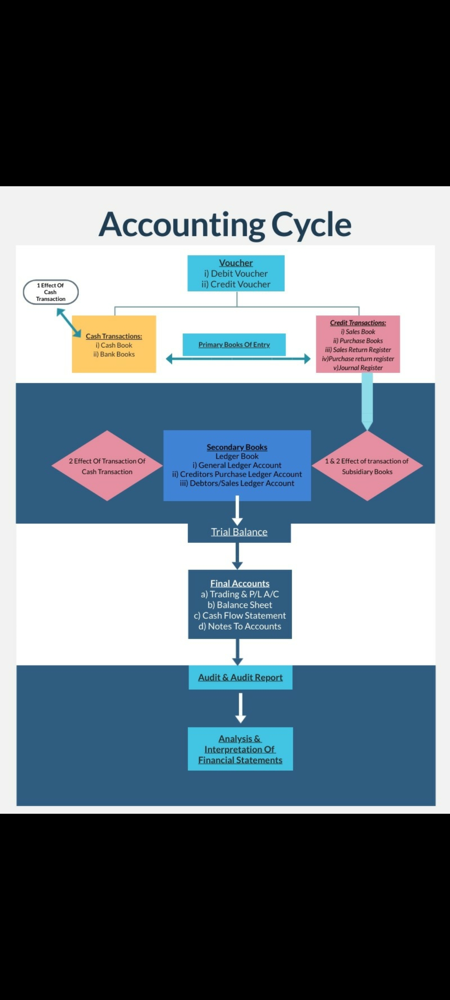 Accounting Cycle
Voucher
i) Debit Voucher
ii) Credit Voucher
1 Effect Of
Cash
Transaction
Cash Transactions:
i) Cash Book
ii) Bank Books
Primary Books Of Entry
Credit Transactions:
i) Sales Book
ii) Purchase Books
iii) Sales Return Register
iv)Purchase return register
v)Journal Register
2 Effect Of Transaction Of
Cash Transaction
Secondary Books
Ledger Book
i) General Ledger Account
ii) Creditors Purchase Ledger Account
iii) Debtors/Sales Ledger Account
1 & 2 Effect of transaction of
Subsidiary Books
Trial Balance
Final Accounts
a) Trading & P/L A/C
b) Balance Sheet
c) Cash Flow Statement
d) Notes To Accounts
Audit & Audit Report
Analysis &
Interpretation Of
Financial Statements